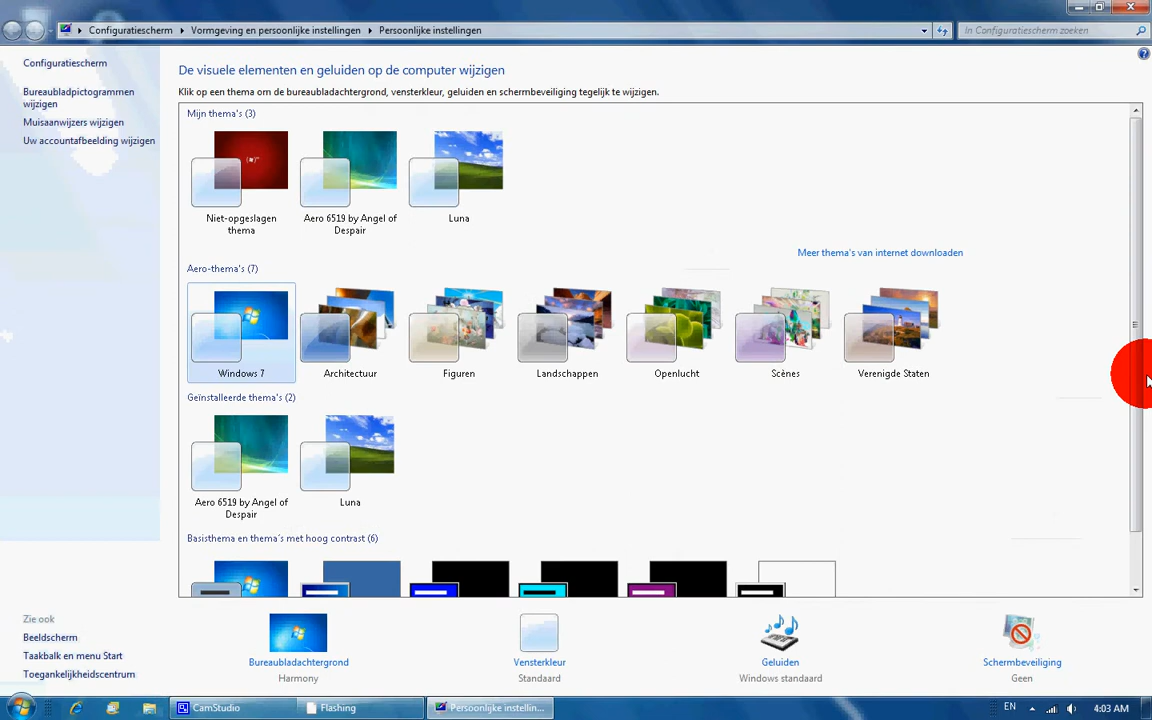 Configuratiescherm Vormgeving en persoonlijke instellingen Persoonlijke instellingen In Configuratiescherm zoeken
Configuratiescherm
Bureaubladpictogrammen
wijzigen
Muisaanwijzers wijzigen
Uw accountafbeelding wijzigen
De visuele elementen en geluiden op de computer wijzigen
Klik op een thema om de bureaubladachtergrond, vensterkleur, geluiden en schermbeveiliging tegelijk te wijzigen.
Mijn thema's (3)
Niet-opgeslagen
thema
Aero 6519 by Angel of
Despair
Luna
Meer thema's van internet downloaden
Aero-thema's (7)
Windows 7 Architectuur Figuren Landschappen Openlucht Scènes Verenigde Staten
Geïnstalleerde thema's (2)
Aero 6519 by Angel of
Despair
Luna
Basisthema en thema's met hoog contrast (6)
Zie ook
Beeldscherm
Taakbalk en menu Start
Toegankelijkheidscentrum
Bureaubladachtergrond
Harmony
Vensterkleur
Standaard
Geluiden
Windows standaard
Schermbeveiliging
Geen
CamStudio Flashing Persoonlijke instellin... EN 4:03 AM